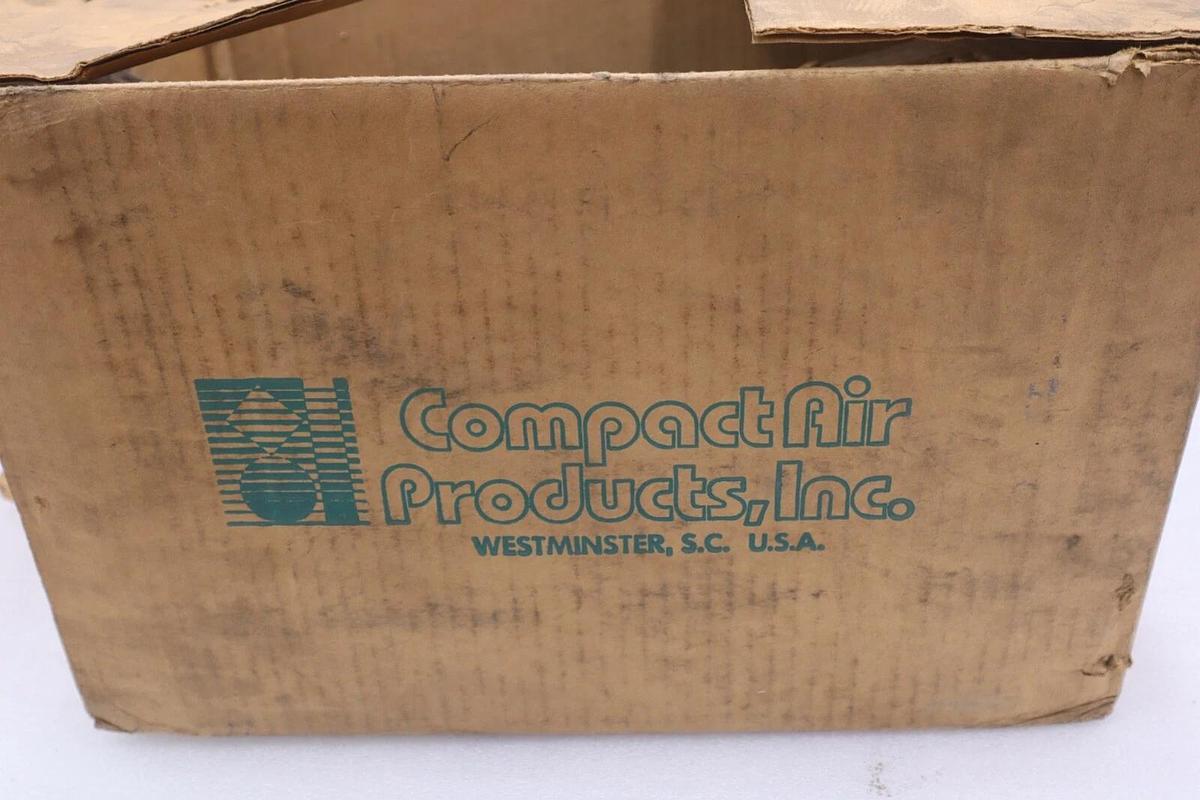 Compact Air
Products, Inc.
WESTMINSTER, S.C. U.S.A.